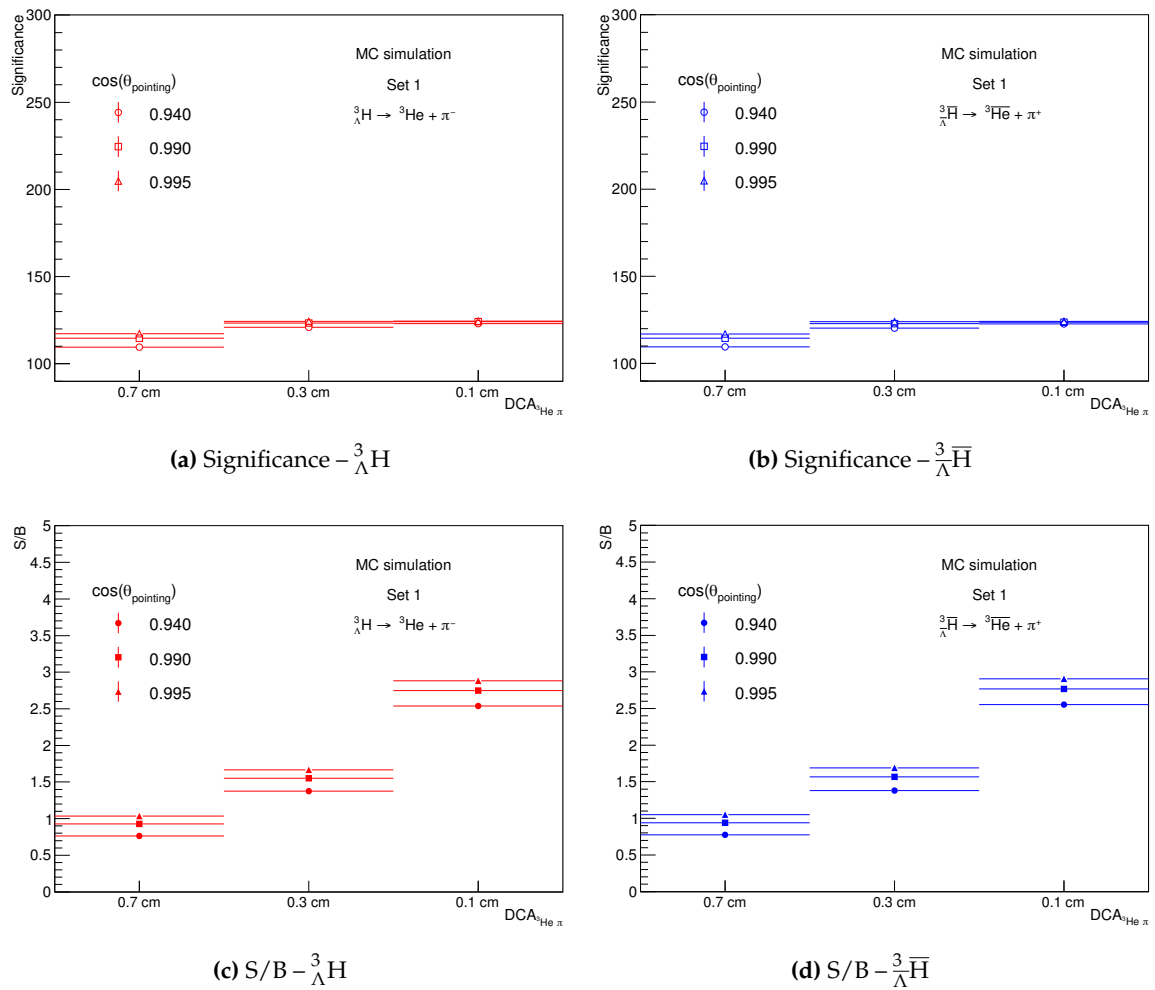 Significance
300
250
200
150
100
cos(θpointing)
0.940
0.990
0.995
MC simulation
Set 1
³ΛH → ³He + π⁻
0.7 cm 0.3 cm 0.1 cm
DCA³He π
(a) Significance – ³ΛH
Significance
300
250
200
150
100
cos(θpointing)
0.940
0.990
0.995
MC simulation
Set 1
³Λ̅H̅ → ³H̅e̅ + π⁺
0.7 cm 0.3 cm 0.1 cm
DCA³He π
(b) Significance – ³Λ̅H̅
S/B
5
4.5
4
3.5
3
2.5
2
1.5
1
0.5
0
cos(θpointing)
0.940
0.990
0.995
MC simulation
Set 1
³ΛH → ³He + π⁻
0.7 cm 0.3 cm 0.1 cm
DCA³He π
(c) S/B – ³ΛH
S/B
5
4.5
4
3.5
3
2.5
2
1.5
1
0.5
0
cos(θpointing)
0.940
0.990
0.995
MC simulation
Set 1
³Λ̅H̅ → ³H̅e̅ + π⁺
0.7 cm 0.3 cm 0.1 cm
DCA³He π
(d) S/B – ³Λ̅H̅